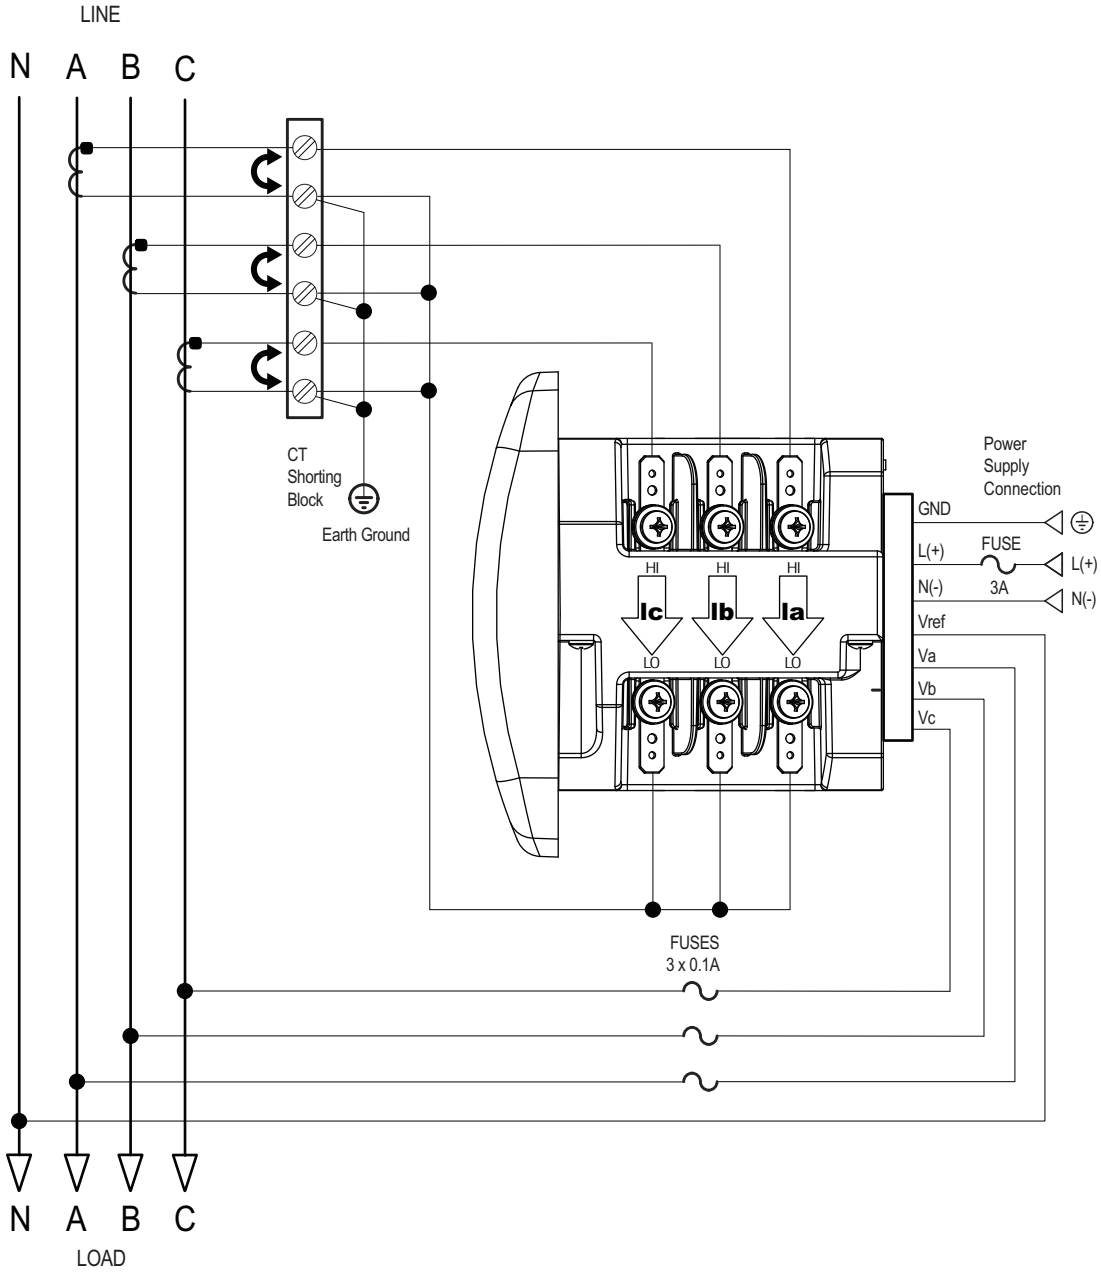 LINE
N A B C
CT
Shorting
Block
Earth Ground
Power
Supply
Connection
GND
L(+)
FUSE
L(+)
N(-)
3A
N(-)
Vref
Va
Vb
Vc
HI HI HI
Ic Ib Ia
LO LO LO
FUSES
3 x 0.1A
N A B C
LOAD